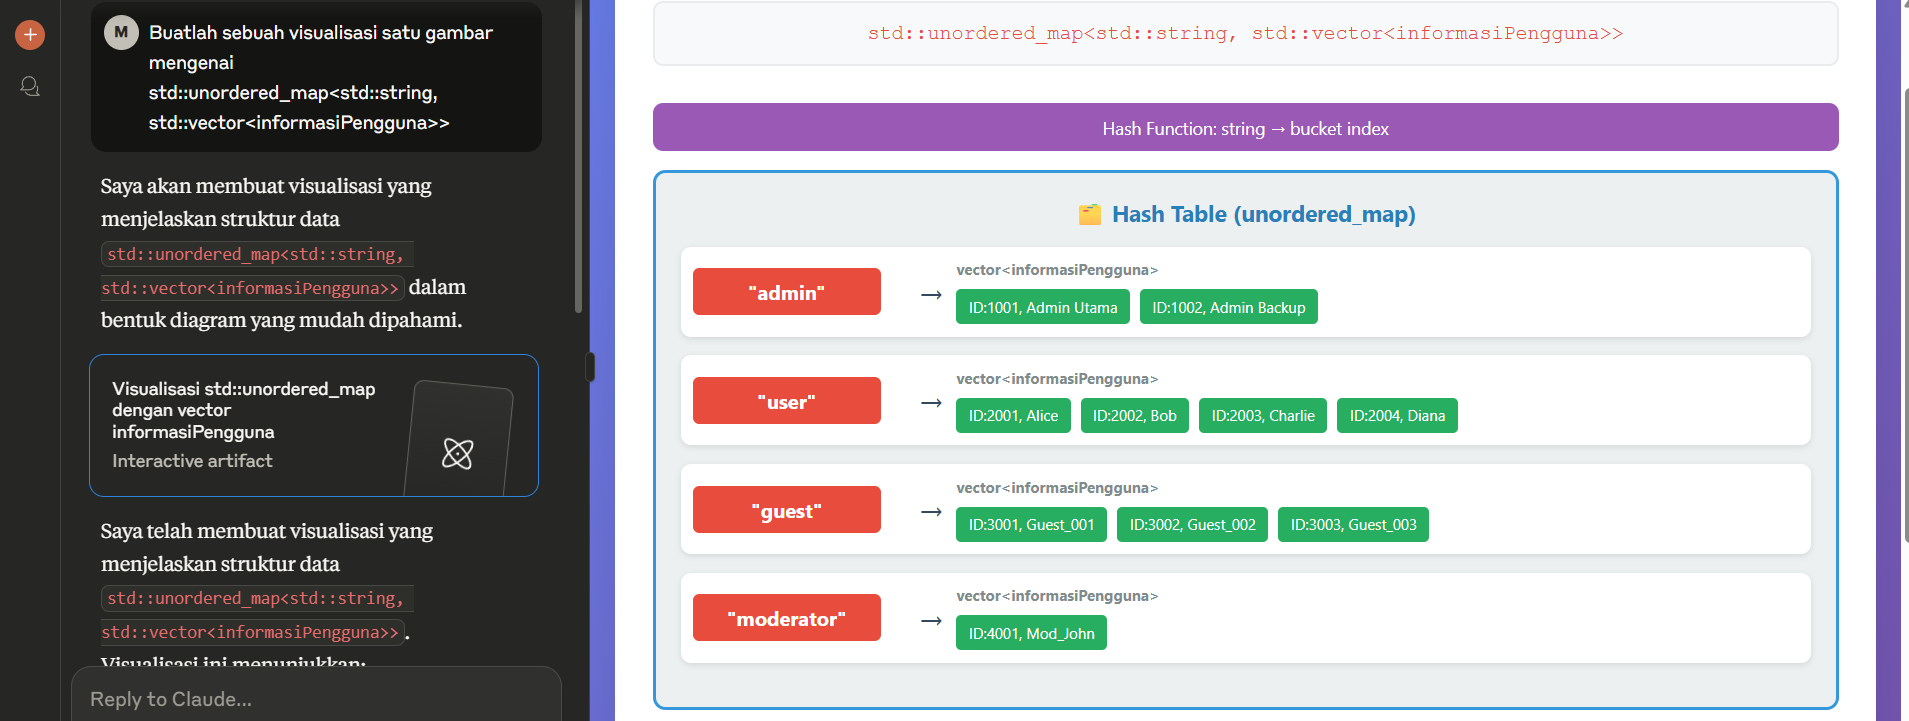 M
Buatlah sebuah visualisasi satu gambar
mengenai
std::unordered_map<std::string,
std::vector<informasiPengguna>>
Saya akan membuat visualisasi yang
menjelaskan struktur data
std::unordered_map<std::string,
std::vector<informasiPengguna>> dalam
bentuk diagram yang mudah dipahami.
Visualisasi std::unordered_map
dengan vector
informasiPengguna
Interactive artifact
Saya telah membuat visualisasi yang
menjelaskan struktur data
std::unordered_map<std::string,
std::vector<informasiPengguna>>.
Visualisasi ini menunjukkan:
Reply to Claude...
std::unordered_map<std::string, std::vector<informasiPengguna>>
Hash Function: string → bucket index
Hash Table (unordered_map)
"admin" →
vector<informasiPengguna>
ID:1001, Admin Utama ID:1002, Admin Backup
"user" →
vector<informasiPengguna>
ID:2001, Alice ID:2002, Bob ID:2003, Charlie ID:2004, Diana
"guest" →
vector<informasiPengguna>
ID:3001, Guest_001 ID:3002, Guest_002 ID:3003, Guest_003
"moderator" →
vector<informasiPengguna>
ID:4001, Mod_John